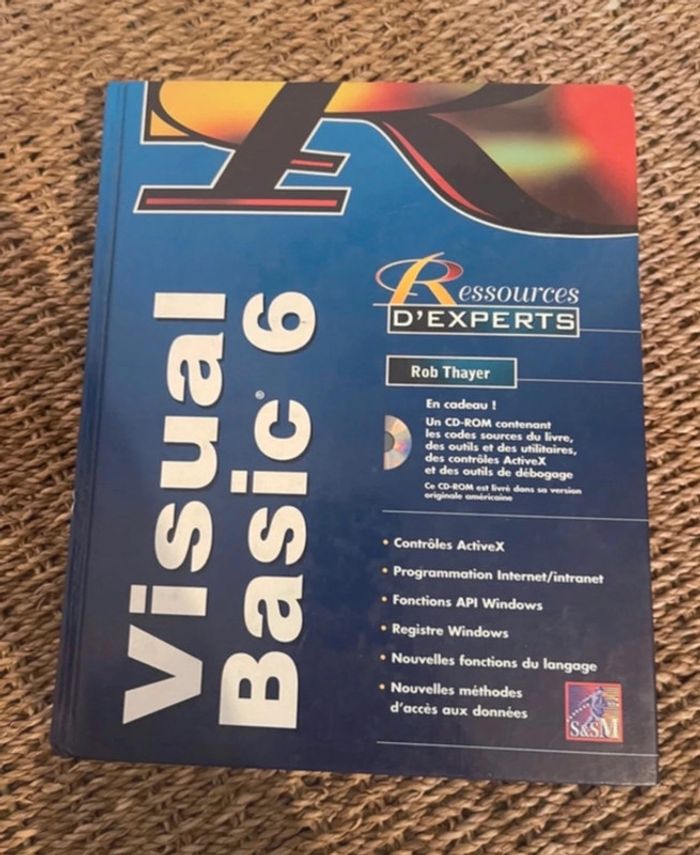 Visual
Basic® 6
Ressources
D'EXPERTS
Rob Thayer
En cadeau !
Un CD-ROM contenant
les codes sources du livre,
des outils et des utilitaires,
des contrôles ActiveX
et des outils de débogage
Ce CD-ROM est livré dans sa version
originale américaine
• Contrôles ActiveX
• Programmation Internet/intranet
• Fonctions API Windows
• Registre Windows
• Nouvelles fonctions du langage
• Nouvelles méthodes
d'accès aux données
S&SM